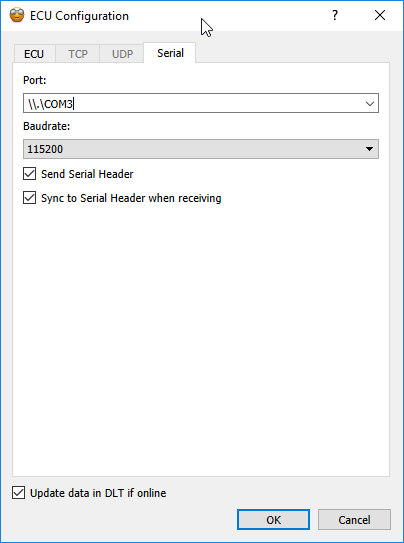 ECU Configuration
?
ECU TCP UDP Serial
Port:
\\.\COM3
Baudrate:
115200
Send Serial Header
Sync to Serial Header when receiving
Update data in DLT if online
OK Cancel